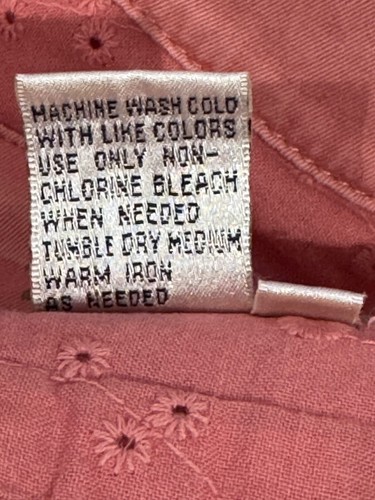 MACHINE WASH COLD
WITH LIKE COLORS
USE ONLY NON-
CHLORINE BLEACH
WHEN NEEDED
TUMBLE DRY MEDIUM
WARM IRON
AS NEEDED